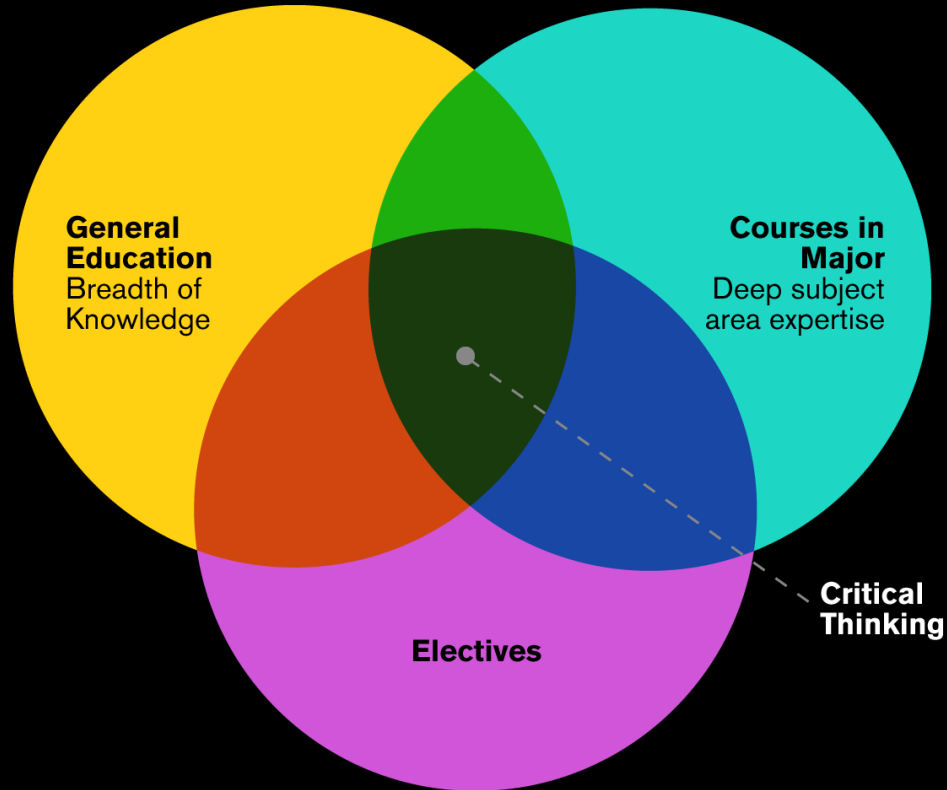 General
Education
Breadth of
Knowledge
Courses in
Major
Deep subject
area expertise
Critical
Thinking
Electives